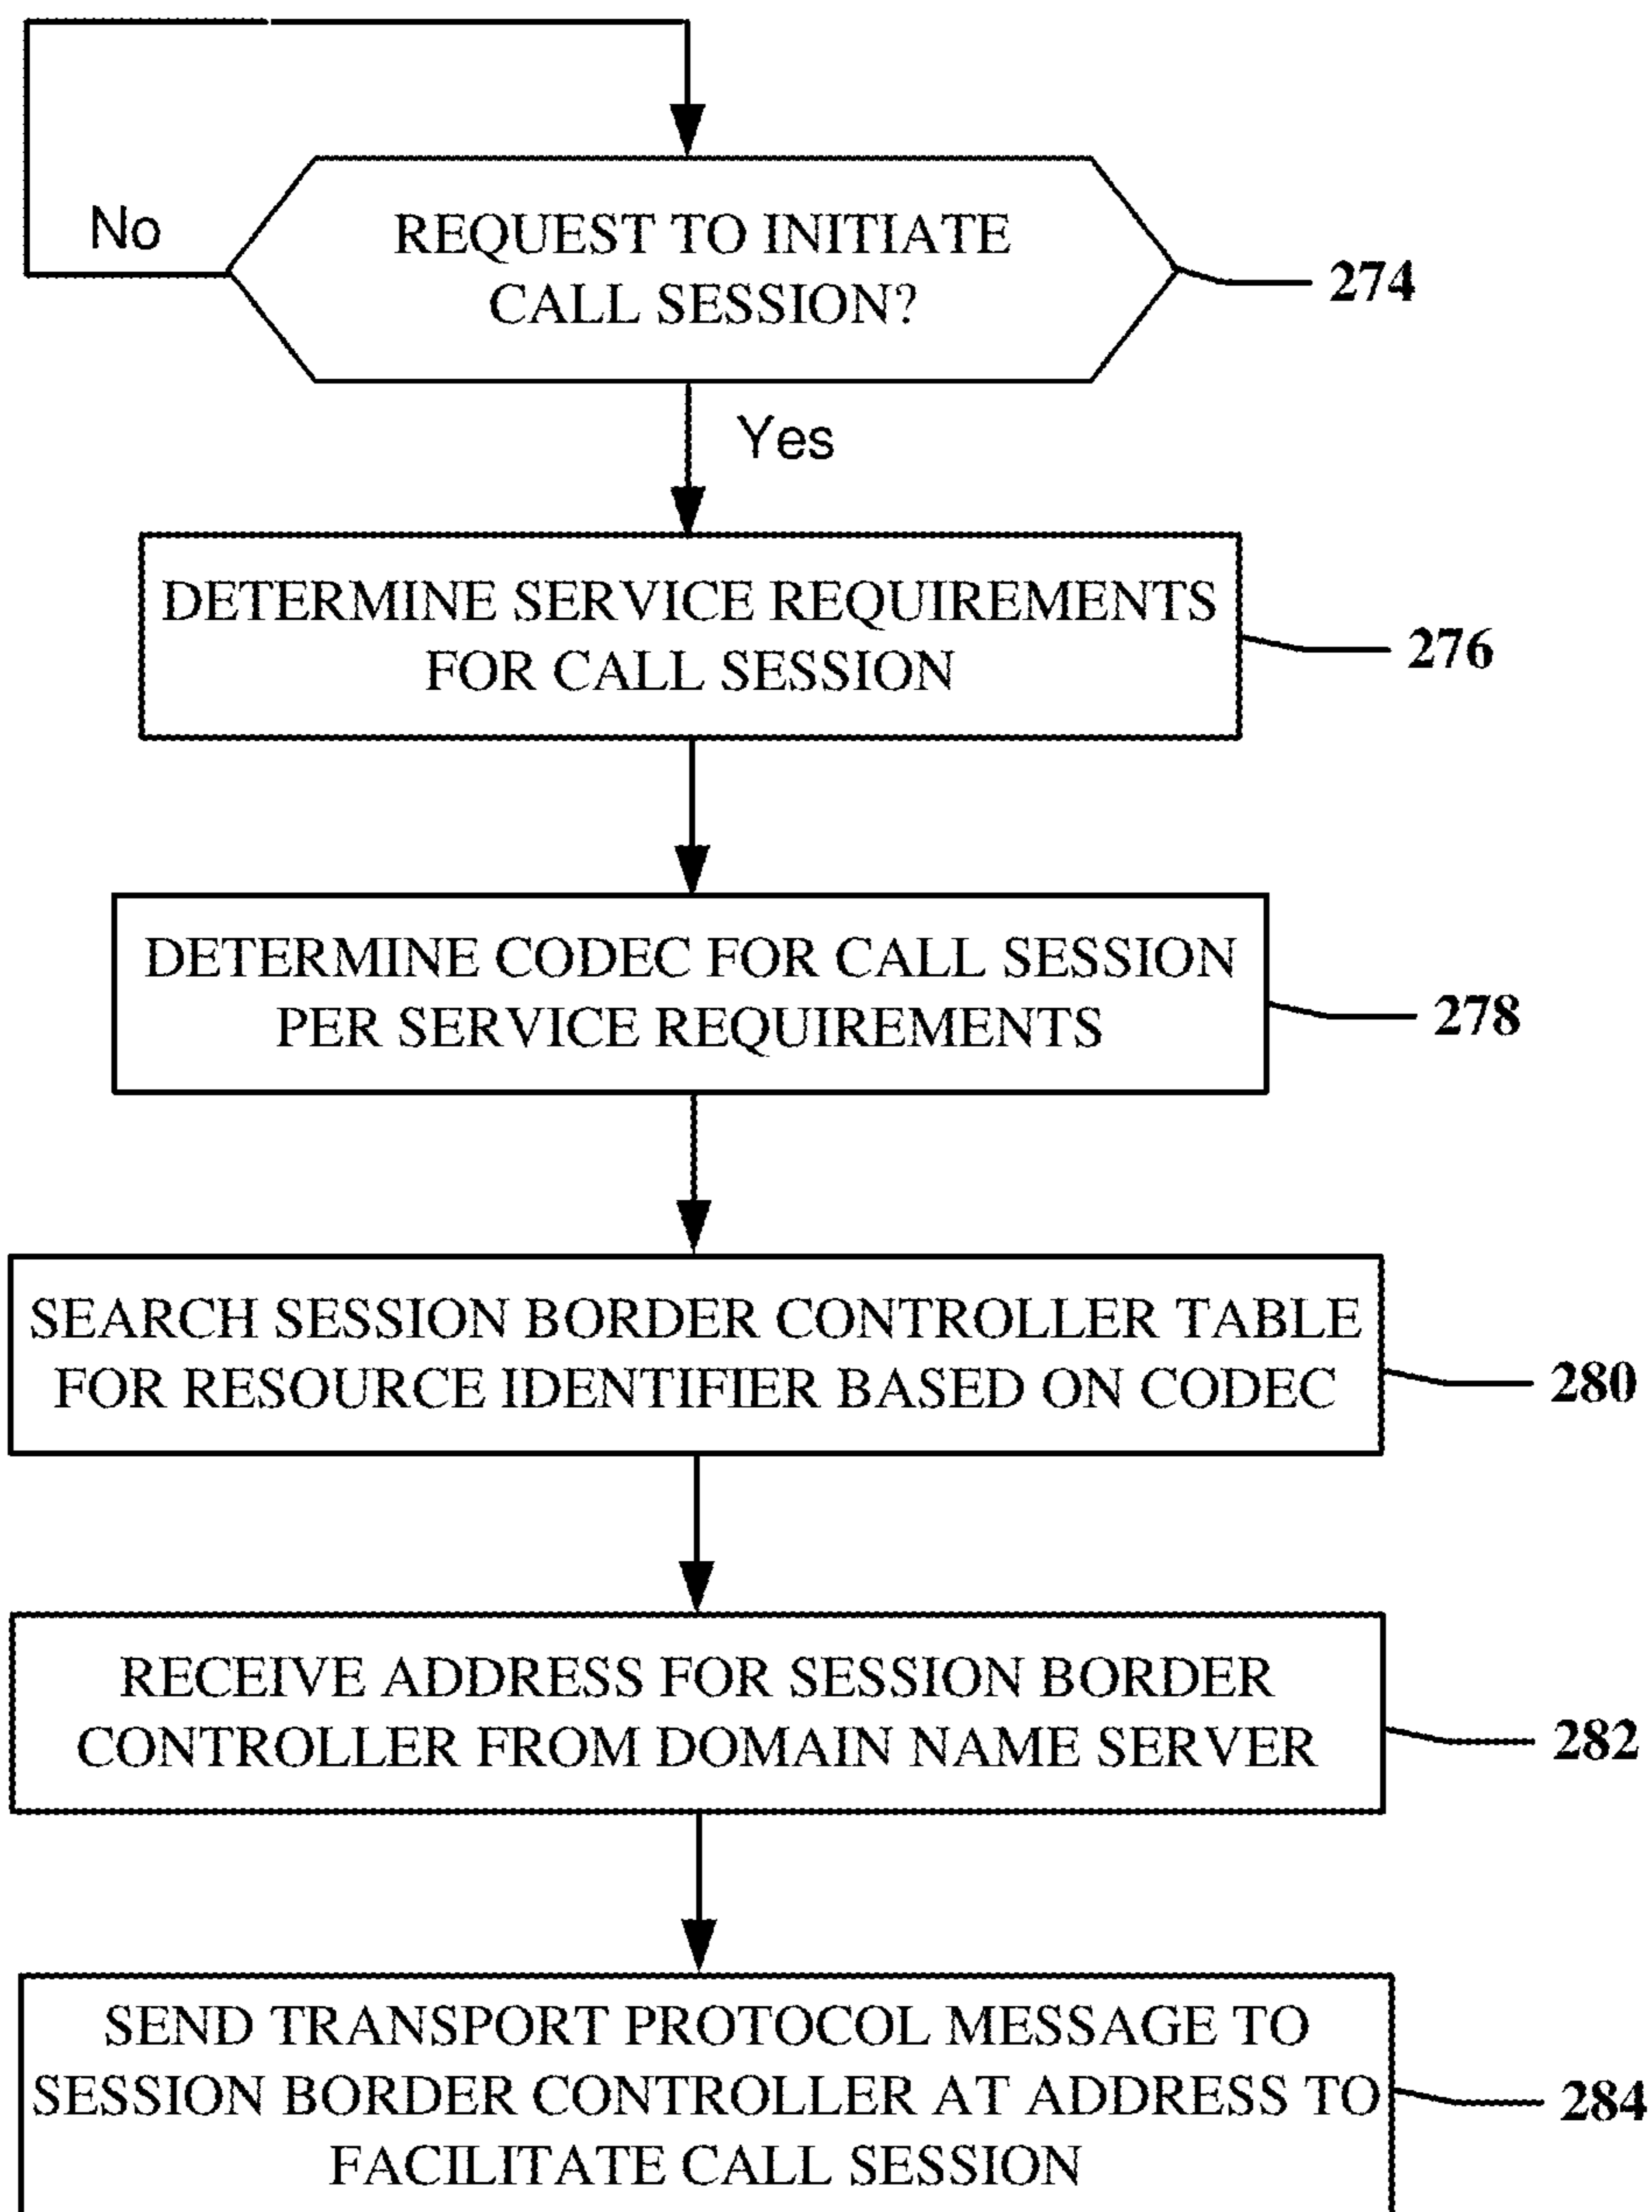 No
REQUEST TO INITIATE
CALL SESSION?
274
Yes
DETERMINE SERVICE REQUIREMENTS
FOR CALL SESSION
276
DETERMINE CODEC FOR CALL SESSION
PER SERVICE REQUIREMENTS
278
SEARCH SESSION BORDER CONTROLLER TABLE
FOR RESOURCE IDENTIFIER BASED ON CODEC
280
RECEIVE ADDRESS FOR SESSION BORDER
CONTROLLER FROM DOMAIN NAME SERVER
282
SEND TRANSPORT PROTOCOL MESSAGE TO
SESSION BORDER CONTROLLER AT ADDRESS TO
FACILITATE CALL SESSION
284